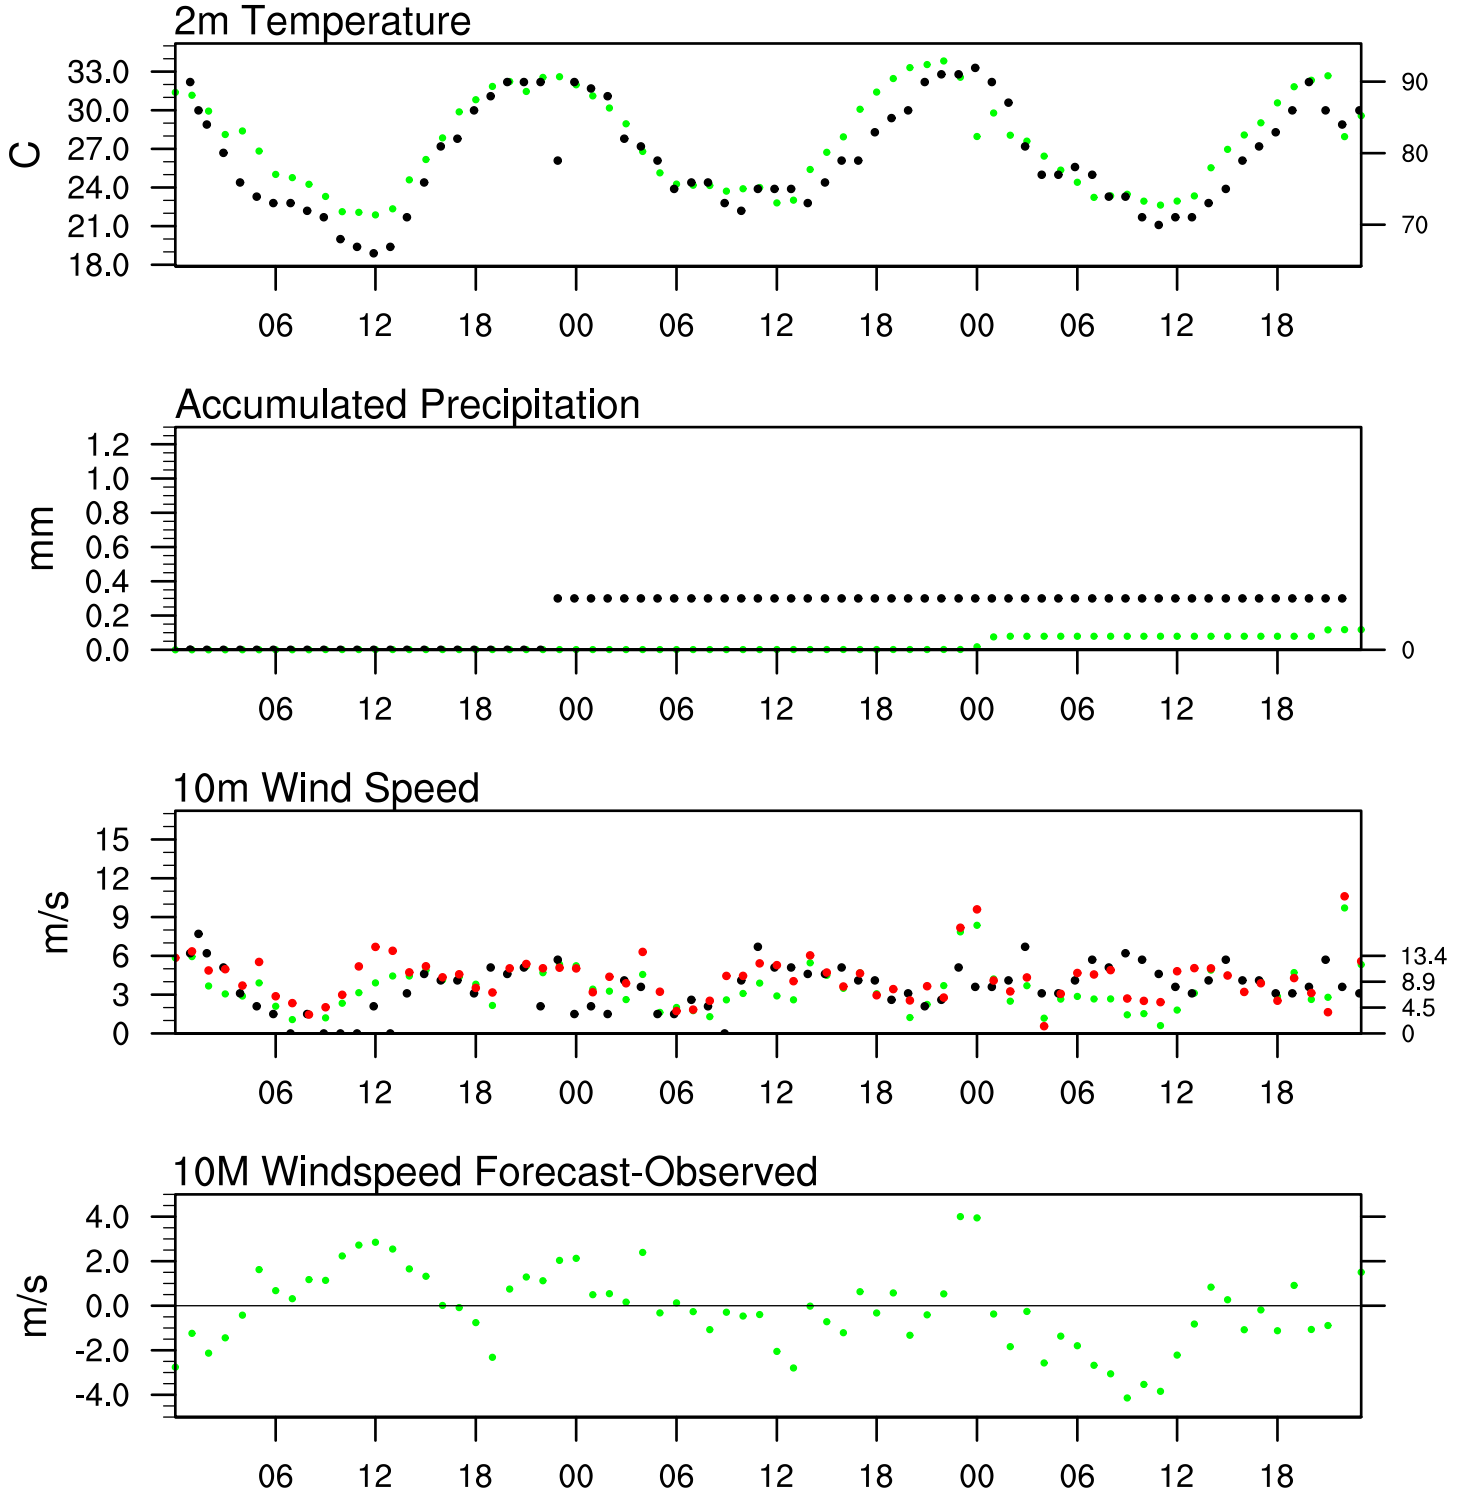 2m Temperature
33.0
30.0
27.0
24.0
21.0
18.0
C
90
80
70
06 12 18 00 06 12 18 00 06 12 18
Accumulated Precipitation
1.2
1.0
0.8
0.6
0.4
0.2
0.0
mm
0
06 12 18 00 06 12 18 00 06 12 18
10m Wind Speed
15
12
9
6
3
0
m/s
13.4
8.9
4.5
0
06 12 18 00 06 12 18 00 06 12 18
10M Windspeed Forecast-Observed
4.0
2.0
0.0
-2.0
-4.0
m/s
06 12 18 00 06 12 18 00 06 12 18